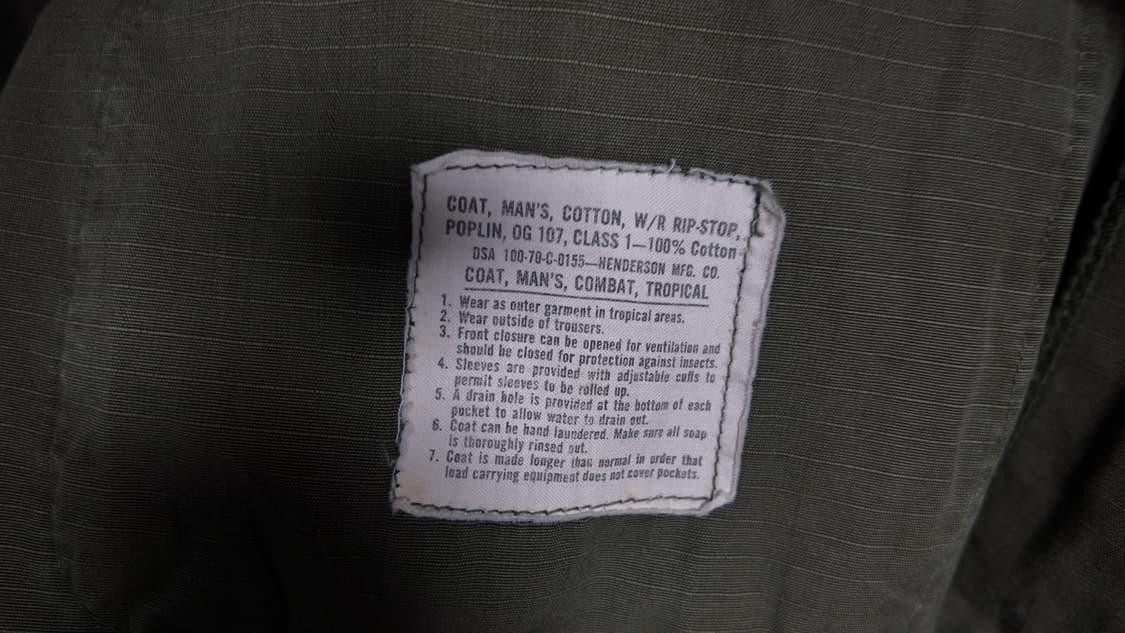 COAT, MAN'S, COTTON, W/R RIP-STOP,
POPLIN, OG 107, CLASS 1—100% Cotton
DSA 100-70-C-0155—HENDERSON MFG. CO.
COAT, MAN'S, COMBAT, TROPICAL
1. Wear as outer garment in tropical areas.
2. Wear outside of trousers.
3. Front closure can be opened for ventilation and
should be closed for protection against insects.
4. Sleeves are provided with adjustable cuffs to
permit sleeves to be rolled up.
5. A drain hole is provided at the bottom of each
pocket to allow water to drain out.
6. Coat can be hand laundered. Make sure all soap
is thoroughly rinsed out.
7. Coat is made longer than normal in order that
load carrying equipment does not cover pockets.